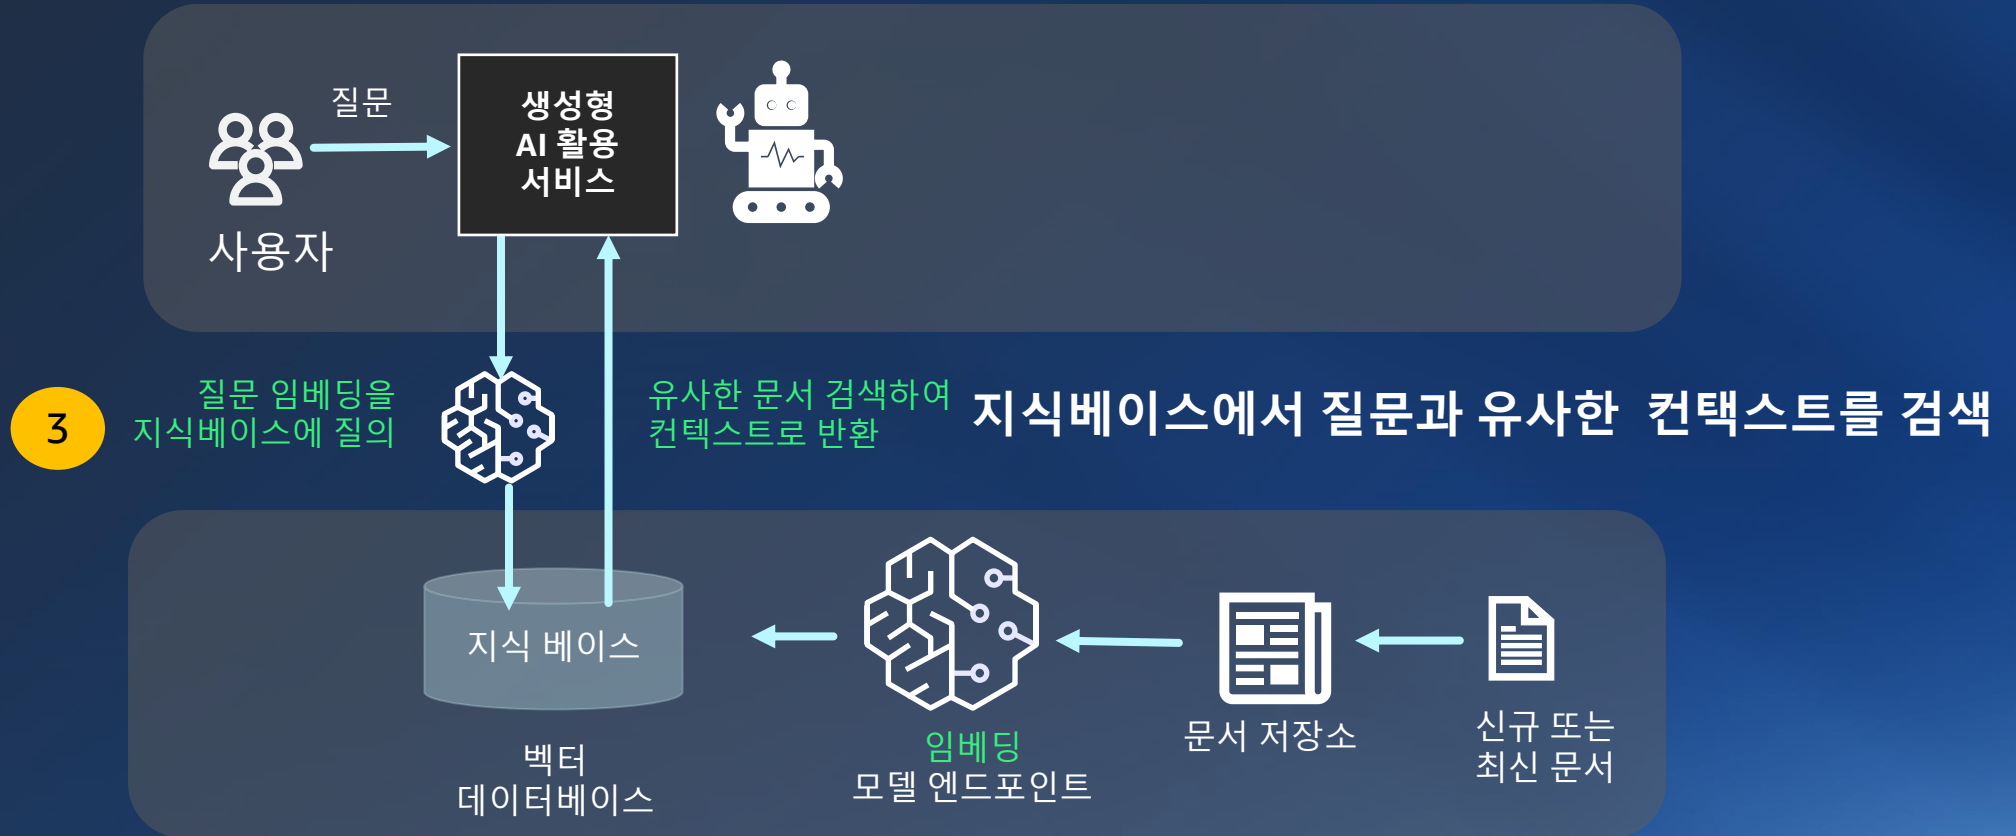 질문
생성형
AI 활용
서비스
사용자
3
질문 임베딩을
지식베이스에 질의
유사한 문서 검색하여
컨텍스트로 반환
지식베이스에서 질문과 유사한 컨택스트를 검색
지식 베이스
벡터
데이터베이스
임베딩
모델 엔드포인트
문서 저장소
신규 또는
최신 문서